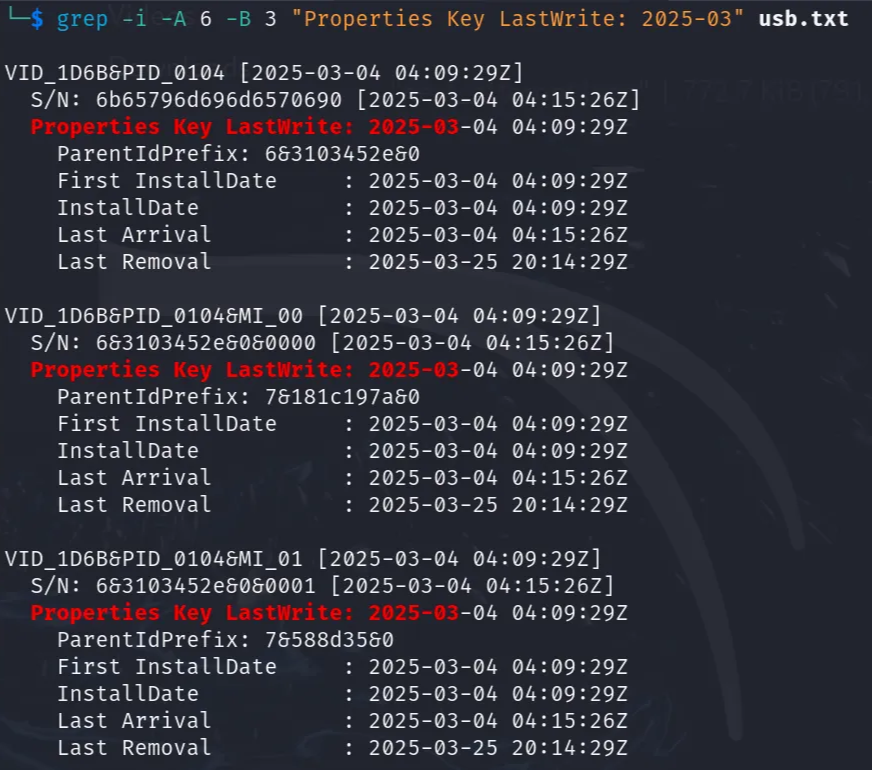 └─$ grep -i -A 6 -B 3 "Properties Key LastWrite: 2025-03" usb.txt
VID_1D6B&PID_0104 [2025-03-04 04:09:29Z]
S/N: 6b65796d696d6570690 [2025-03-04 04:15:26Z]
Properties Key LastWrite: 2025-03-04 04:09:29Z
ParentIdPrefix: 6&3103452e&0
First InstallDate     : 2025-03-04 04:09:29Z
InstallDate           : 2025-03-04 04:09:29Z
Last Arrival          : 2025-03-04 04:15:26Z
Last Removal          : 2025-03-25 20:14:29Z
VID_1D6B&PID_0104&MI_00 [2025-03-04 04:09:29Z]
S/N: 6&3103452e&0&0000 [2025-03-04 04:15:26Z]
Properties Key LastWrite: 2025-03-04 04:09:29Z
ParentIdPrefix: 7&181c197a&0
First InstallDate     : 2025-03-04 04:09:29Z
InstallDate           : 2025-03-04 04:09:29Z
Last Arrival          : 2025-03-04 04:15:26Z
Last Removal          : 2025-03-25 20:14:29Z
VID_1D6B&PID_0104&MI_01 [2025-03-04 04:09:29Z]
S/N: 6&3103452e&0&0001 [2025-03-04 04:15:26Z]
Properties Key LastWrite: 2025-03-04 04:09:29Z
ParentIdPrefix: 7&588d35&0
First InstallDate     : 2025-03-04 04:09:29Z
InstallDate           : 2025-03-04 04:09:29Z
Last Arrival          : 2025-03-04 04:15:26Z
Last Removal          : 2025-03-25 20:14:29Z